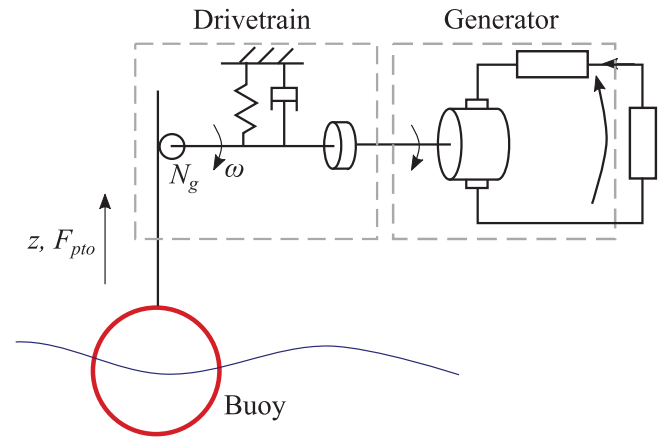 Drivetrain
Generator
N_g
ω
z, F_pto
Buoy